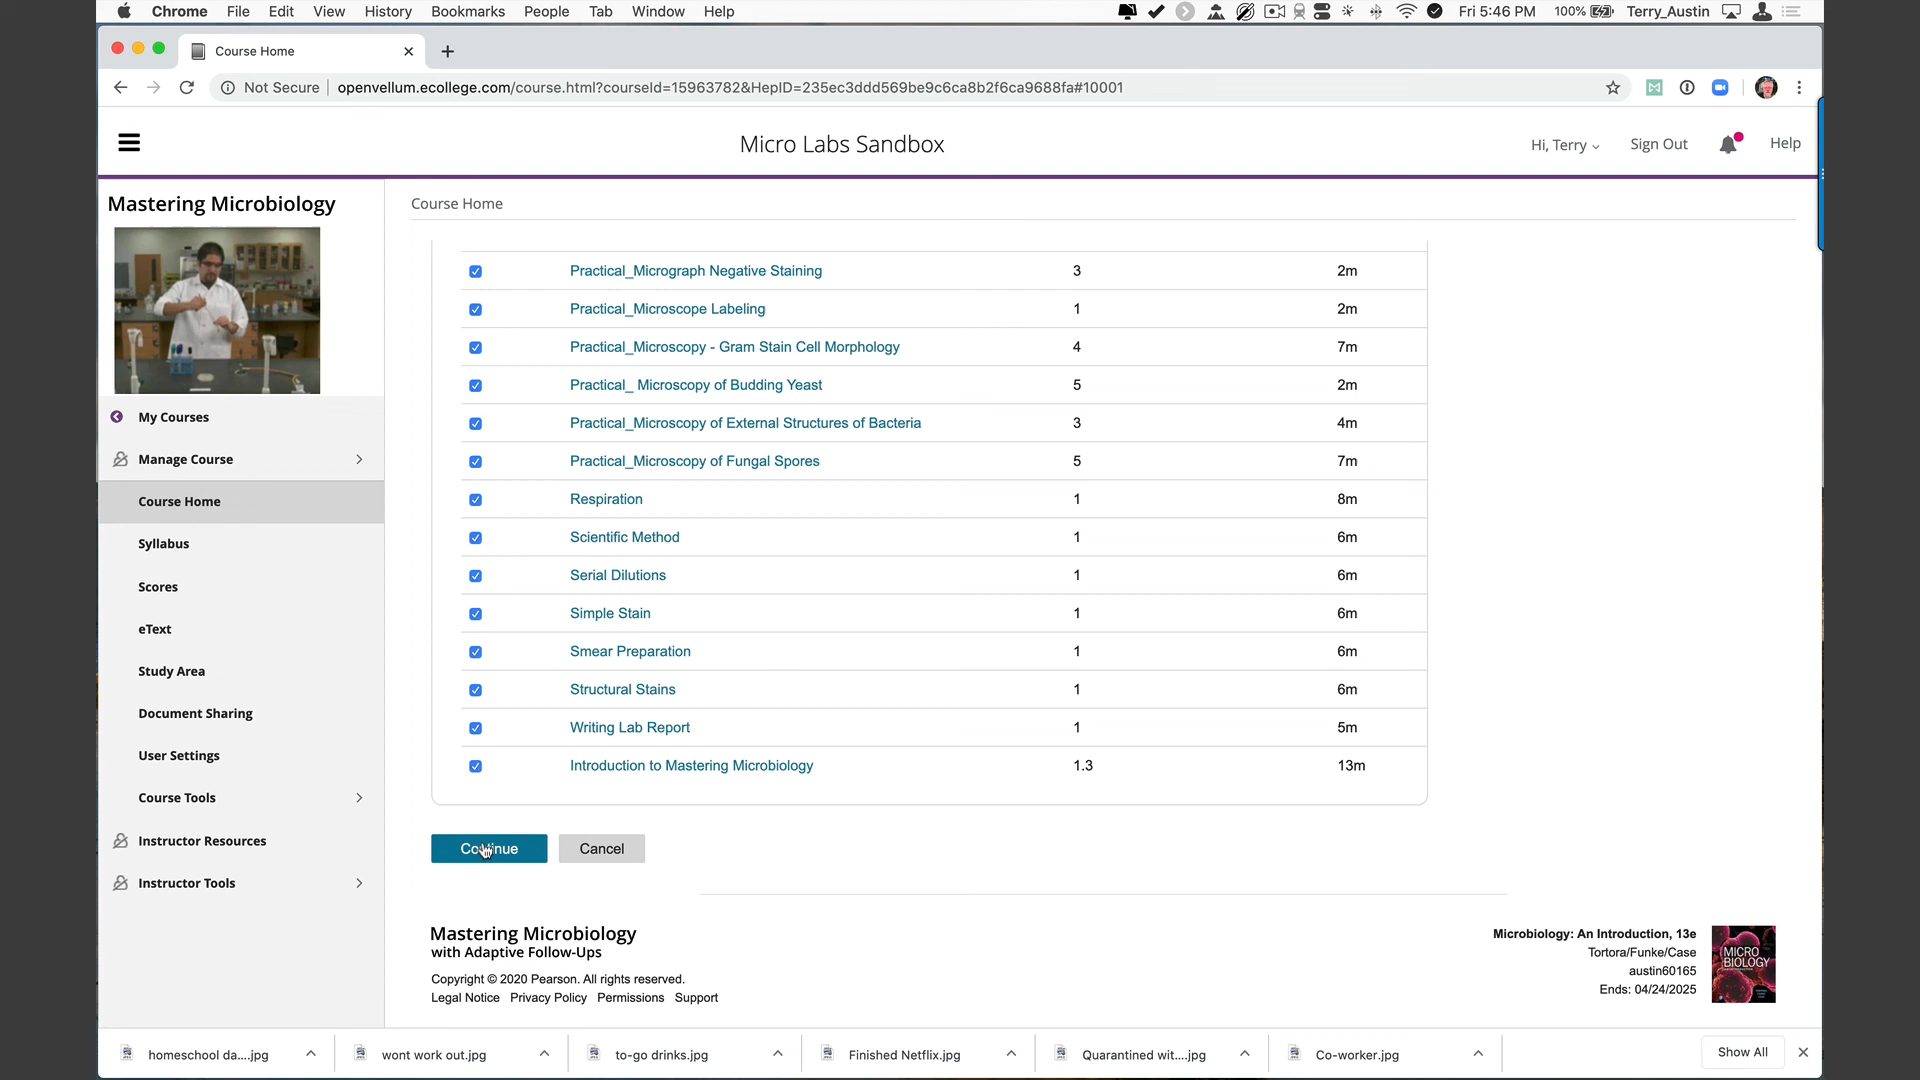 Chrome File Edit View History Bookmarks People Tab Window Help Fri 5:46 PM 100% Terry_Austin
Course Home
Not Secure openvellum.ecollege.com/course.html?courseId=15963782&HepID=235ec3ddd569be9c6ca8b2f6ca9688fa#10001
Micro Labs Sandbox
Hi, Terry Sign Out Help
Mastering Microbiology
My Courses
Manage Course
Course Home
Syllabus
Scores
eText
Study Area
Document Sharing
User Settings
Course Tools
Instructor Resources
Instructor Tools
Course Home
Practical_Micrograph Negative Staining 3 2m
Practical_Microscope Labeling 1 2m
Practical_Microscopy - Gram Stain Cell Morphology 4 7m
Practical_ Microscopy of Budding Yeast 5 2m
Practical_Microscopy of External Structures of Bacteria 3 4m
Practical_Microscopy of Fungal Spores 5 7m
Respiration 1 8m
Scientific Method 1 6m
Serial Dilutions 1 6m
Simple Stain 1 6m
Smear Preparation 1 6m
Structural Stains 1 6m
Writing Lab Report 1 5m
Introduction to Mastering Microbiology 1.3 13m
Continue Cancel
Mastering Microbiology
with Adaptive Follow-Ups
Copyright © 2020 Pearson. All rights reserved.
Legal Notice Privacy Policy Permissions Support
Microbiology: An Introduction, 13e
Tortora/Funke/Case
austin60165
Ends: 04/24/2025
MICRO
BIOLOGY
homeschool da....jpg wont work out.jpg to-go drinks.jpg Finished Netflix.jpg Quarantined wit....jpg Co-worker.jpg Show All